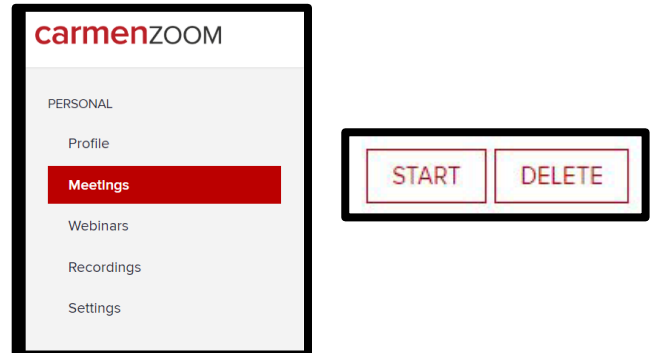 carmenZOOM
PERSONAL
Profile
Meetings
Webinars
Recordings
Settings
START DELETE